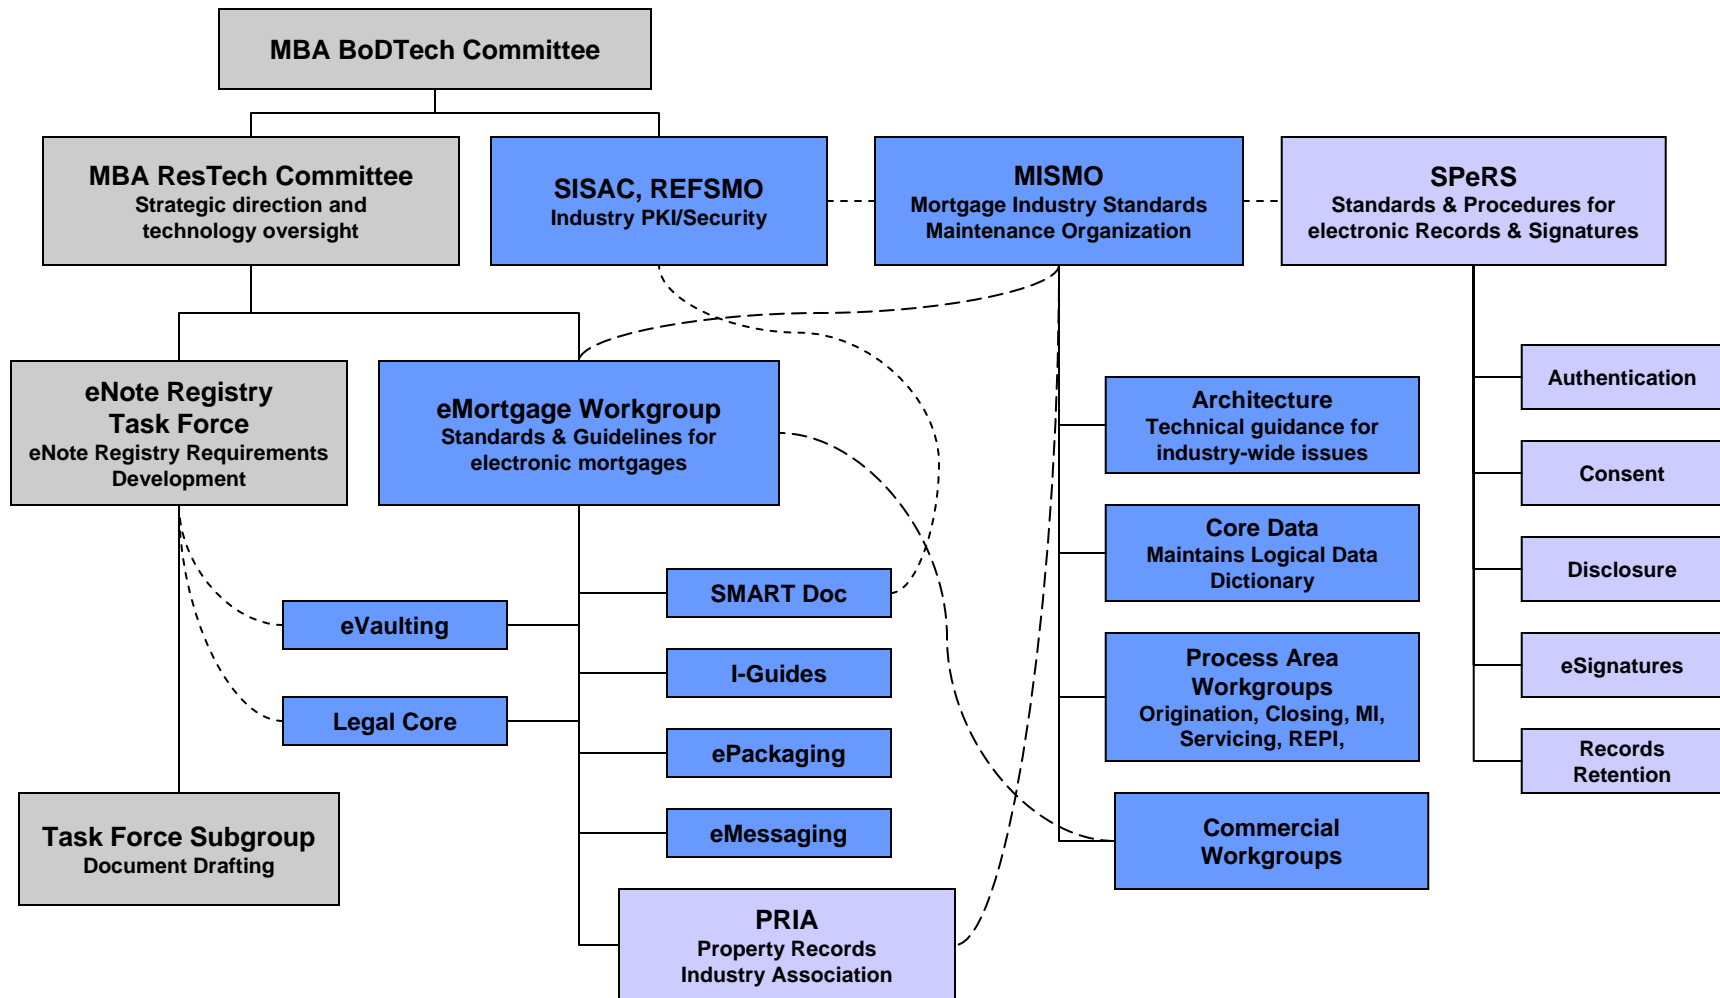 MBA BoDTech Committee
MBA ResTech Committee
Strategic direction and
technology oversight
SISAC, REFSMO
Industry PKI/Security
MISMO
Mortgage Industry Standards
Maintenance Organization
SPeRS
Standards & Procedures for
electronic Records & Signatures
eNote Registry
Task Force
eNote Registry Requirements
Development
eMortgage Workgroup
Standards & Guidelines for
electronic mortgages
Architecture
Technical guidance for
industry-wide issues
Authentication
Consent
Core Data
Maintains Logical Data
Dictionary
Disclosure
SMART Doc
eVaulting
I-Guides
Legal Core
Process Area
Workgroups
Origination, Closing, MI,
Servicing, REPI,
eSignatures
ePackaging
Records
Retention
Task Force Subgroup
Document Drafting
eMessaging
Commercial
Workgroups
PRIA
Property Records
Industry Association